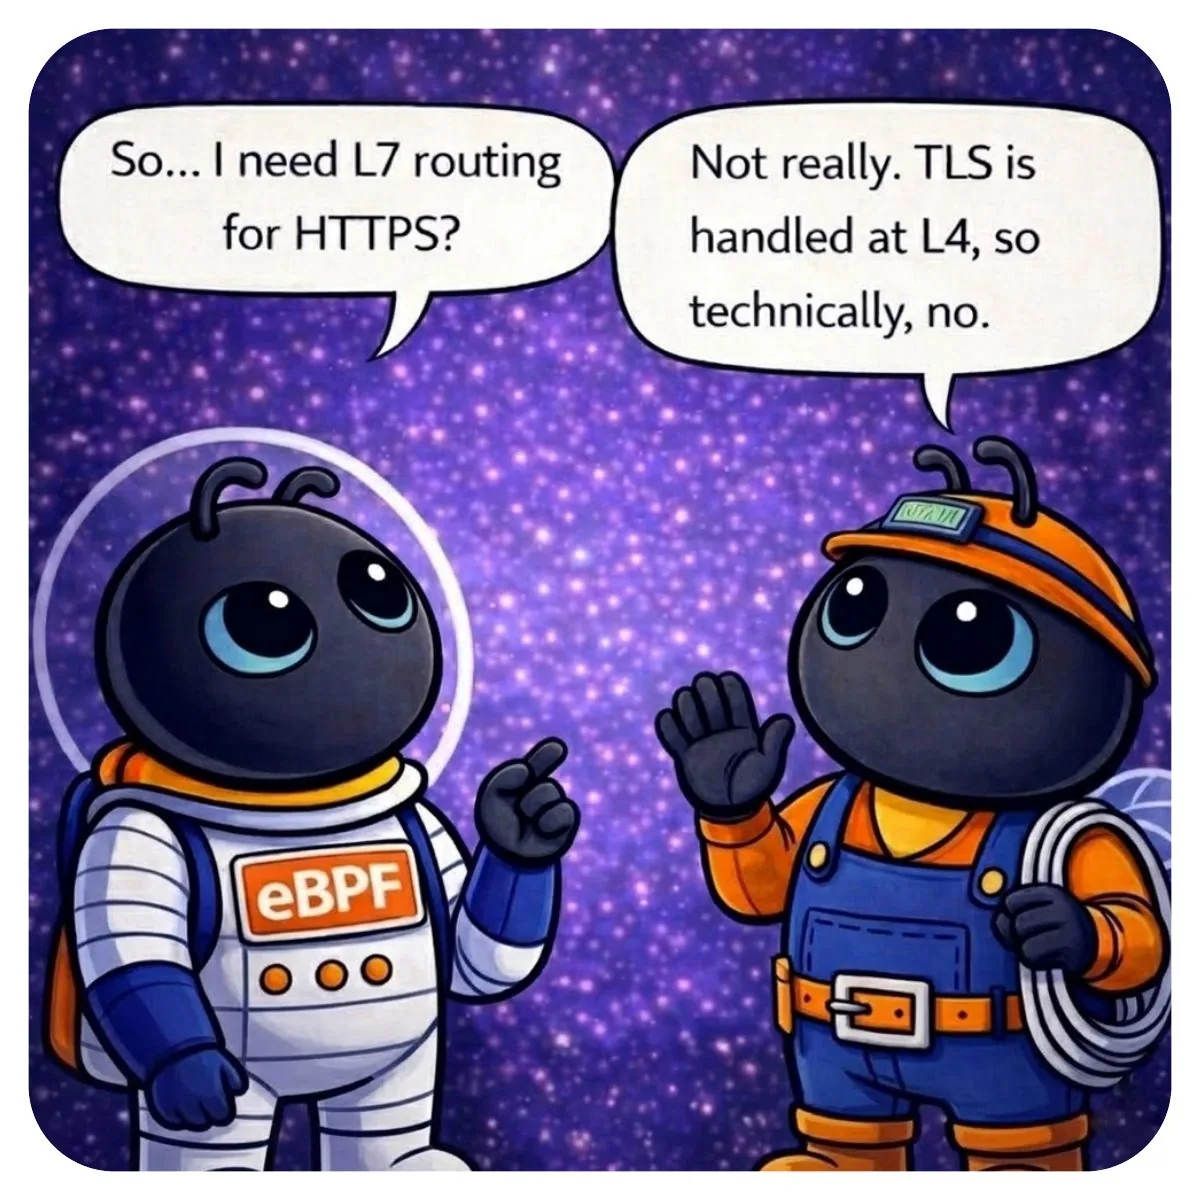 So... I need L7 routing
for HTTPS?
Not really. TLS is
handled at L4, so
technically, no.
eBPF